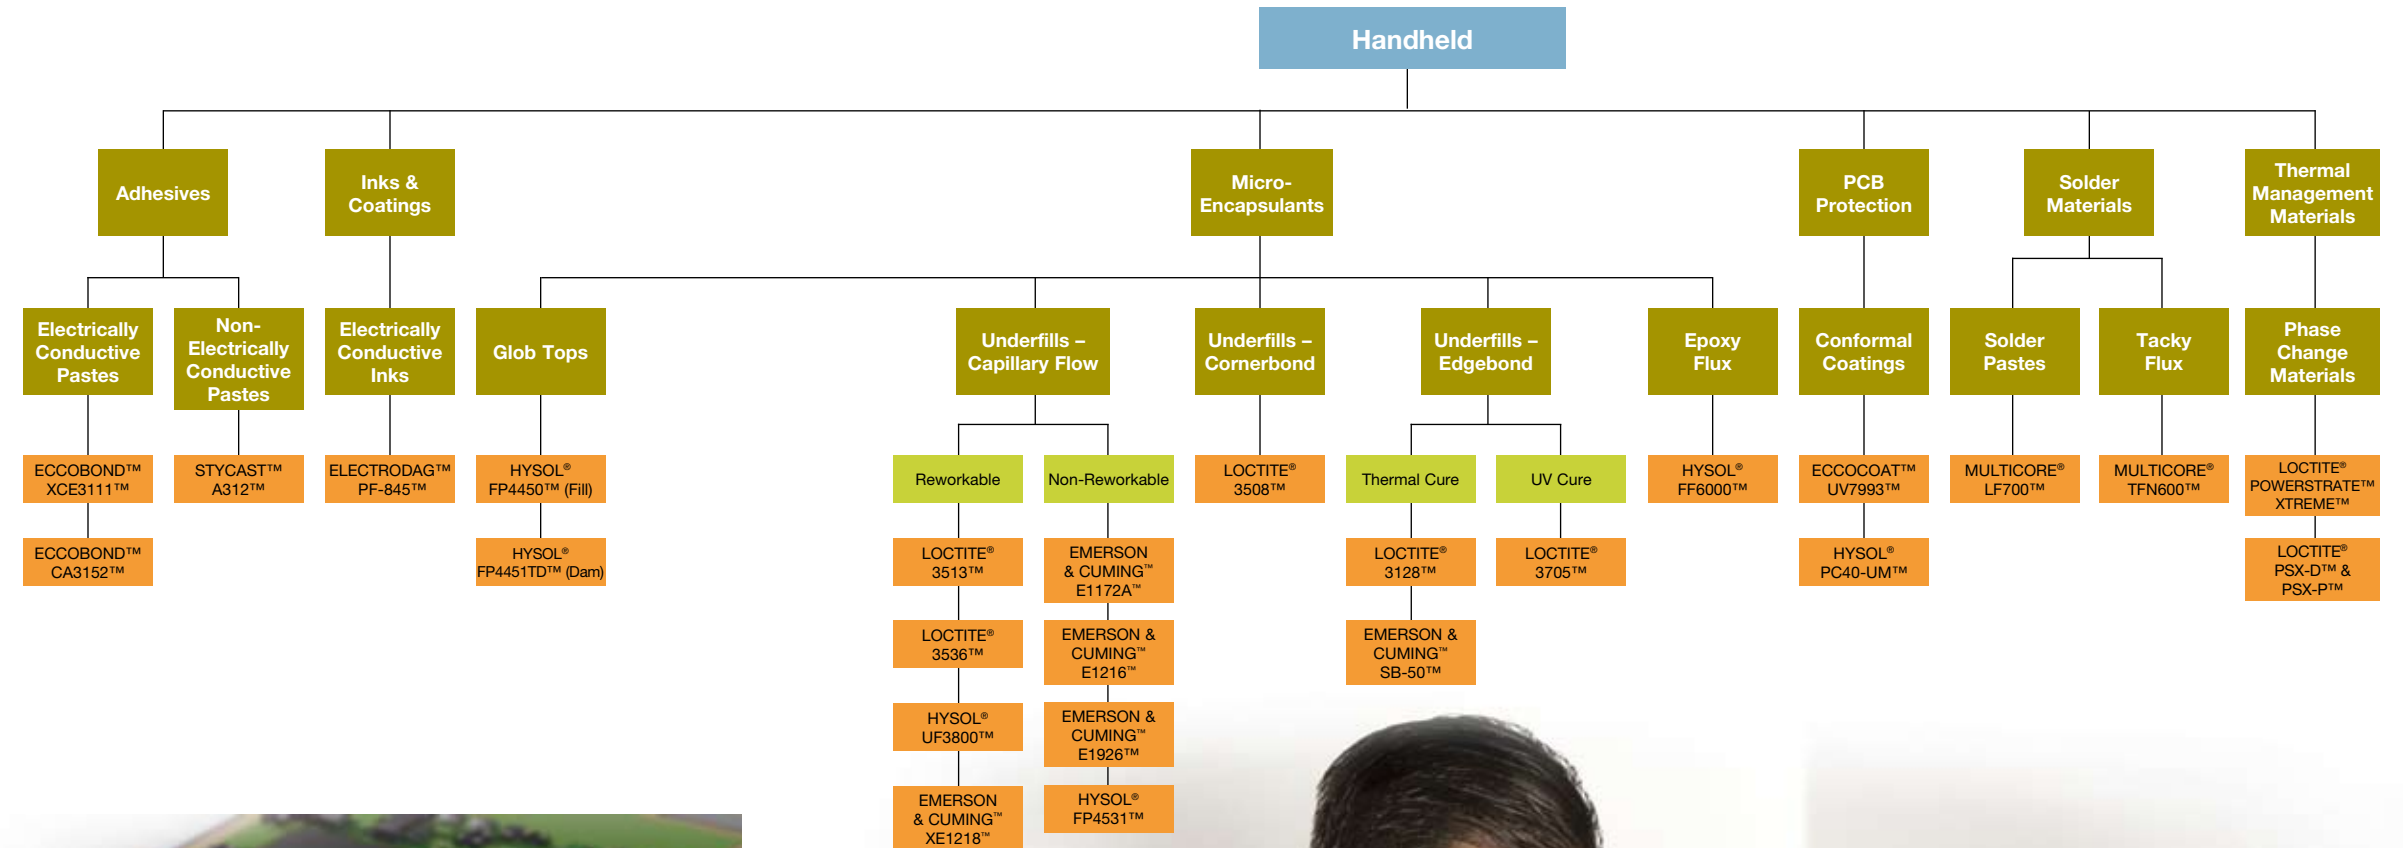 Handheld
Adhesives
Inks &
Coatings
Micro-
Encapsulants
PCB
Protection
Solder
Materials
Thermal
Management
Materials
Electrically
Conductive
Pastes
Non-
Electrically
Conductive
Pastes
Electrically
Conductive
Inks
Glob Tops
Underfills –
Capillary Flow
Underfills –
Cornerbond
Underfills –
Edgebond
Epoxy
Flux
Conformal
Coatings
Solder
Pastes
Tacky
Flux
Phase
Change
Materials
ECCOBOND™
XCE3111™
STYCAST™
A312™
ELECTRODAG™
PF-845™
HYSOL®
FP4450™ (Fill)
Reworkable
Non-Reworkable
LOCTITE®
3508™
Thermal Cure
UV Cure
HYSOL®
FF6000™
ECCOCOAT™
UV7993™
MULTICORE®
LF700™
MULTICORE®
TFN600™
LOCTITE®
POWERSTRATE™
XTREME™
ECCOBOND™
CA3152™
HYSOL®
FP4451TD™ (Dam)
LOCTITE®
3513™
EMERSON
& CUMING™
E1172A™
LOCTITE®
3128™
LOCTITE®
3705™
HYSOL®
PC40-UM™
LOCTITE®
PSX-D™ &
PSX-P™
LOCTITE®
3536™
EMERSON &
CUMING™
E1216™
EMERSON &
CUMING™
SB-50™
HYSOL®
UF3800™
EMERSON &
CUMING™
E1926™
EMERSON
& CUMING™
XE1218™
HYSOL®
FP4531™